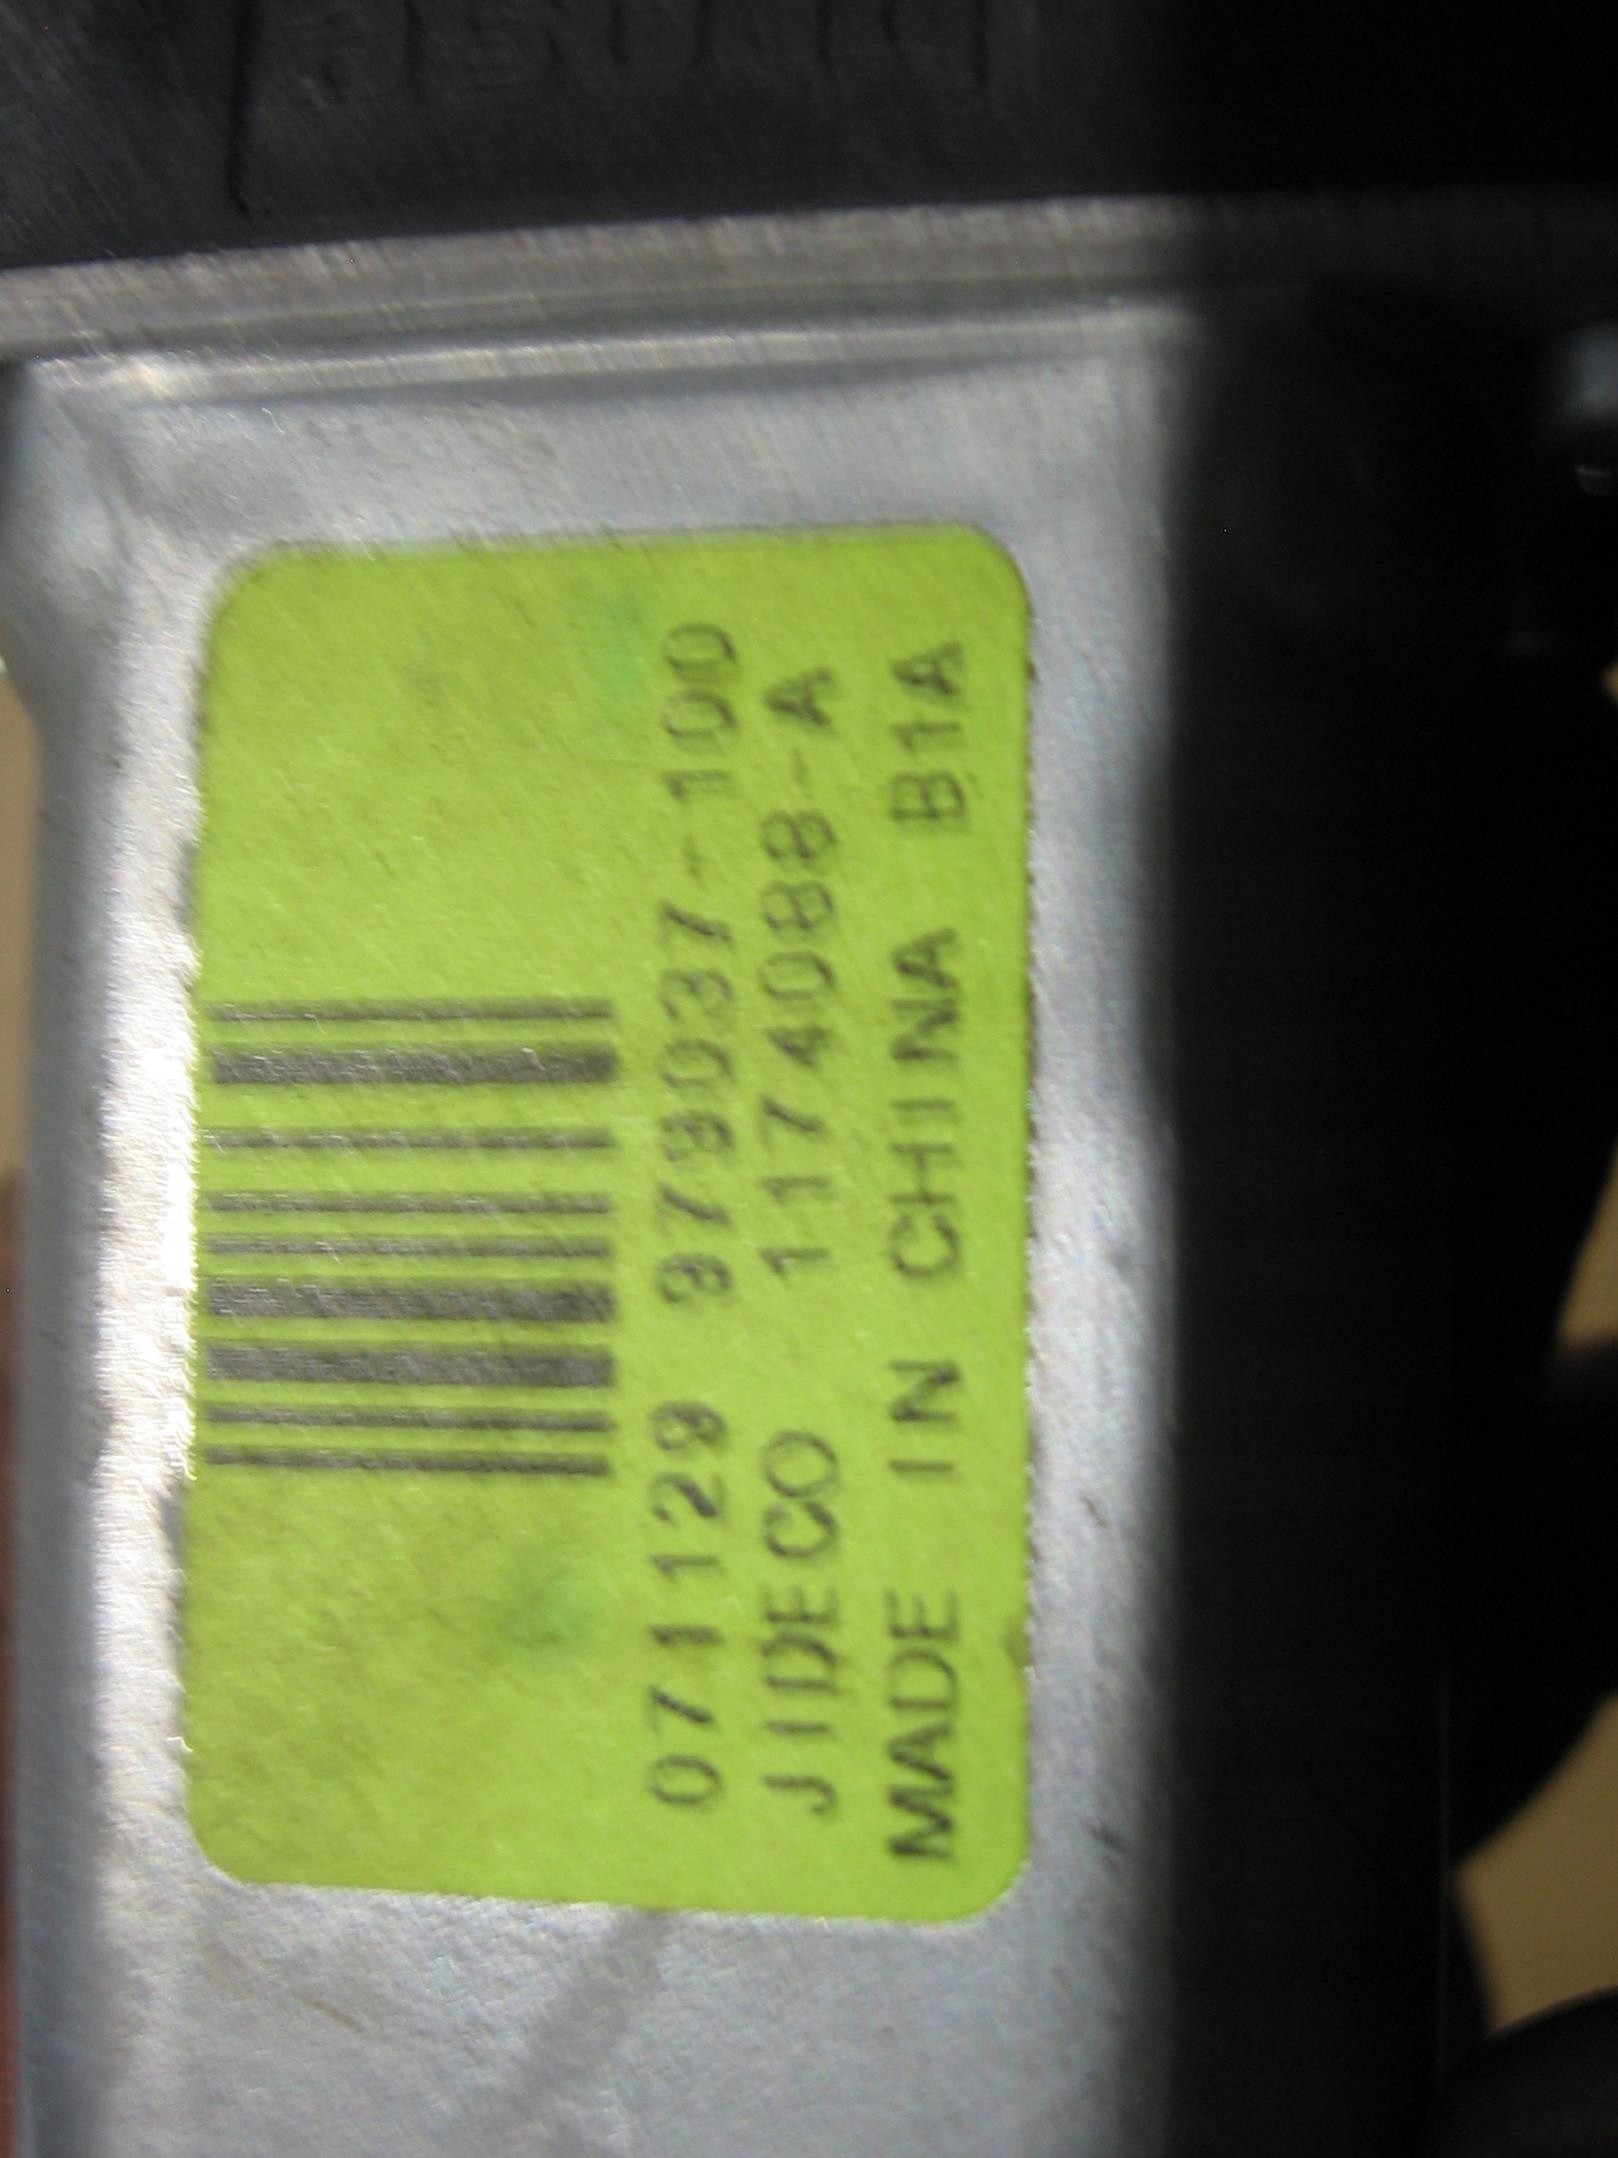 071129 979037-100
JIDECO 1174088-A
MADE IN CHINA B1A